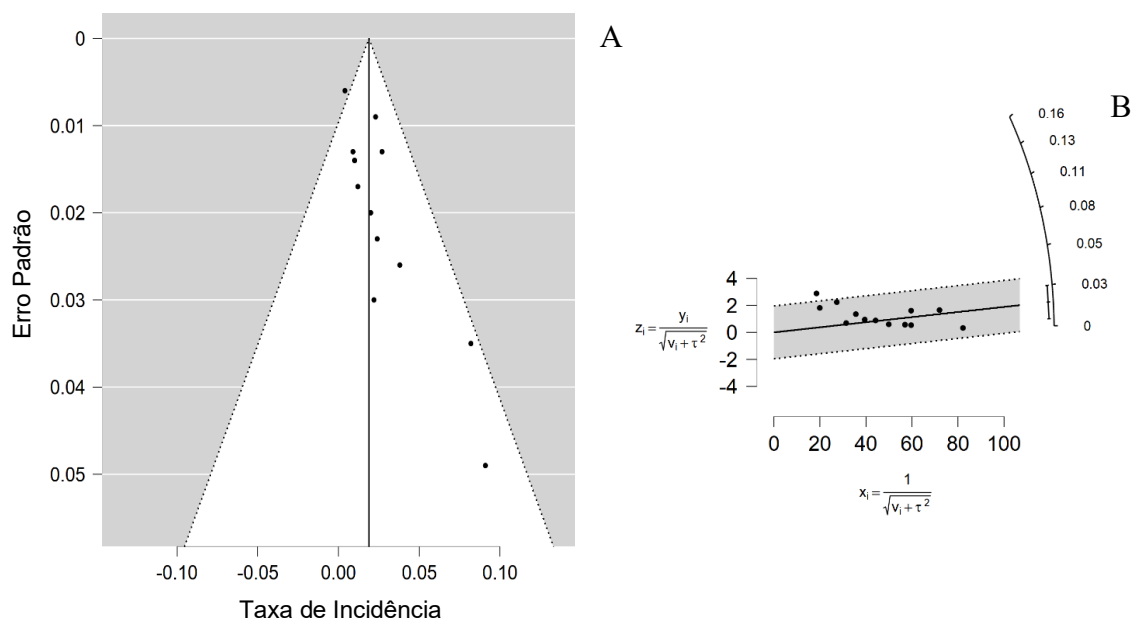 A
0
0.01
0.02
0.03
0.04
0.05
Erro Padrão
-0.10 -0.05 0.00 0.05 0.10
Taxa de Incidência
B
0.16
0.13
0.11
0.08
0.05
0.03
0
4
2
0
-2
-4
zᵢ = yᵢ / √(vᵢ + τ²)
0 20 40 60 80 100
xᵢ = 1 / √(vᵢ + τ²)